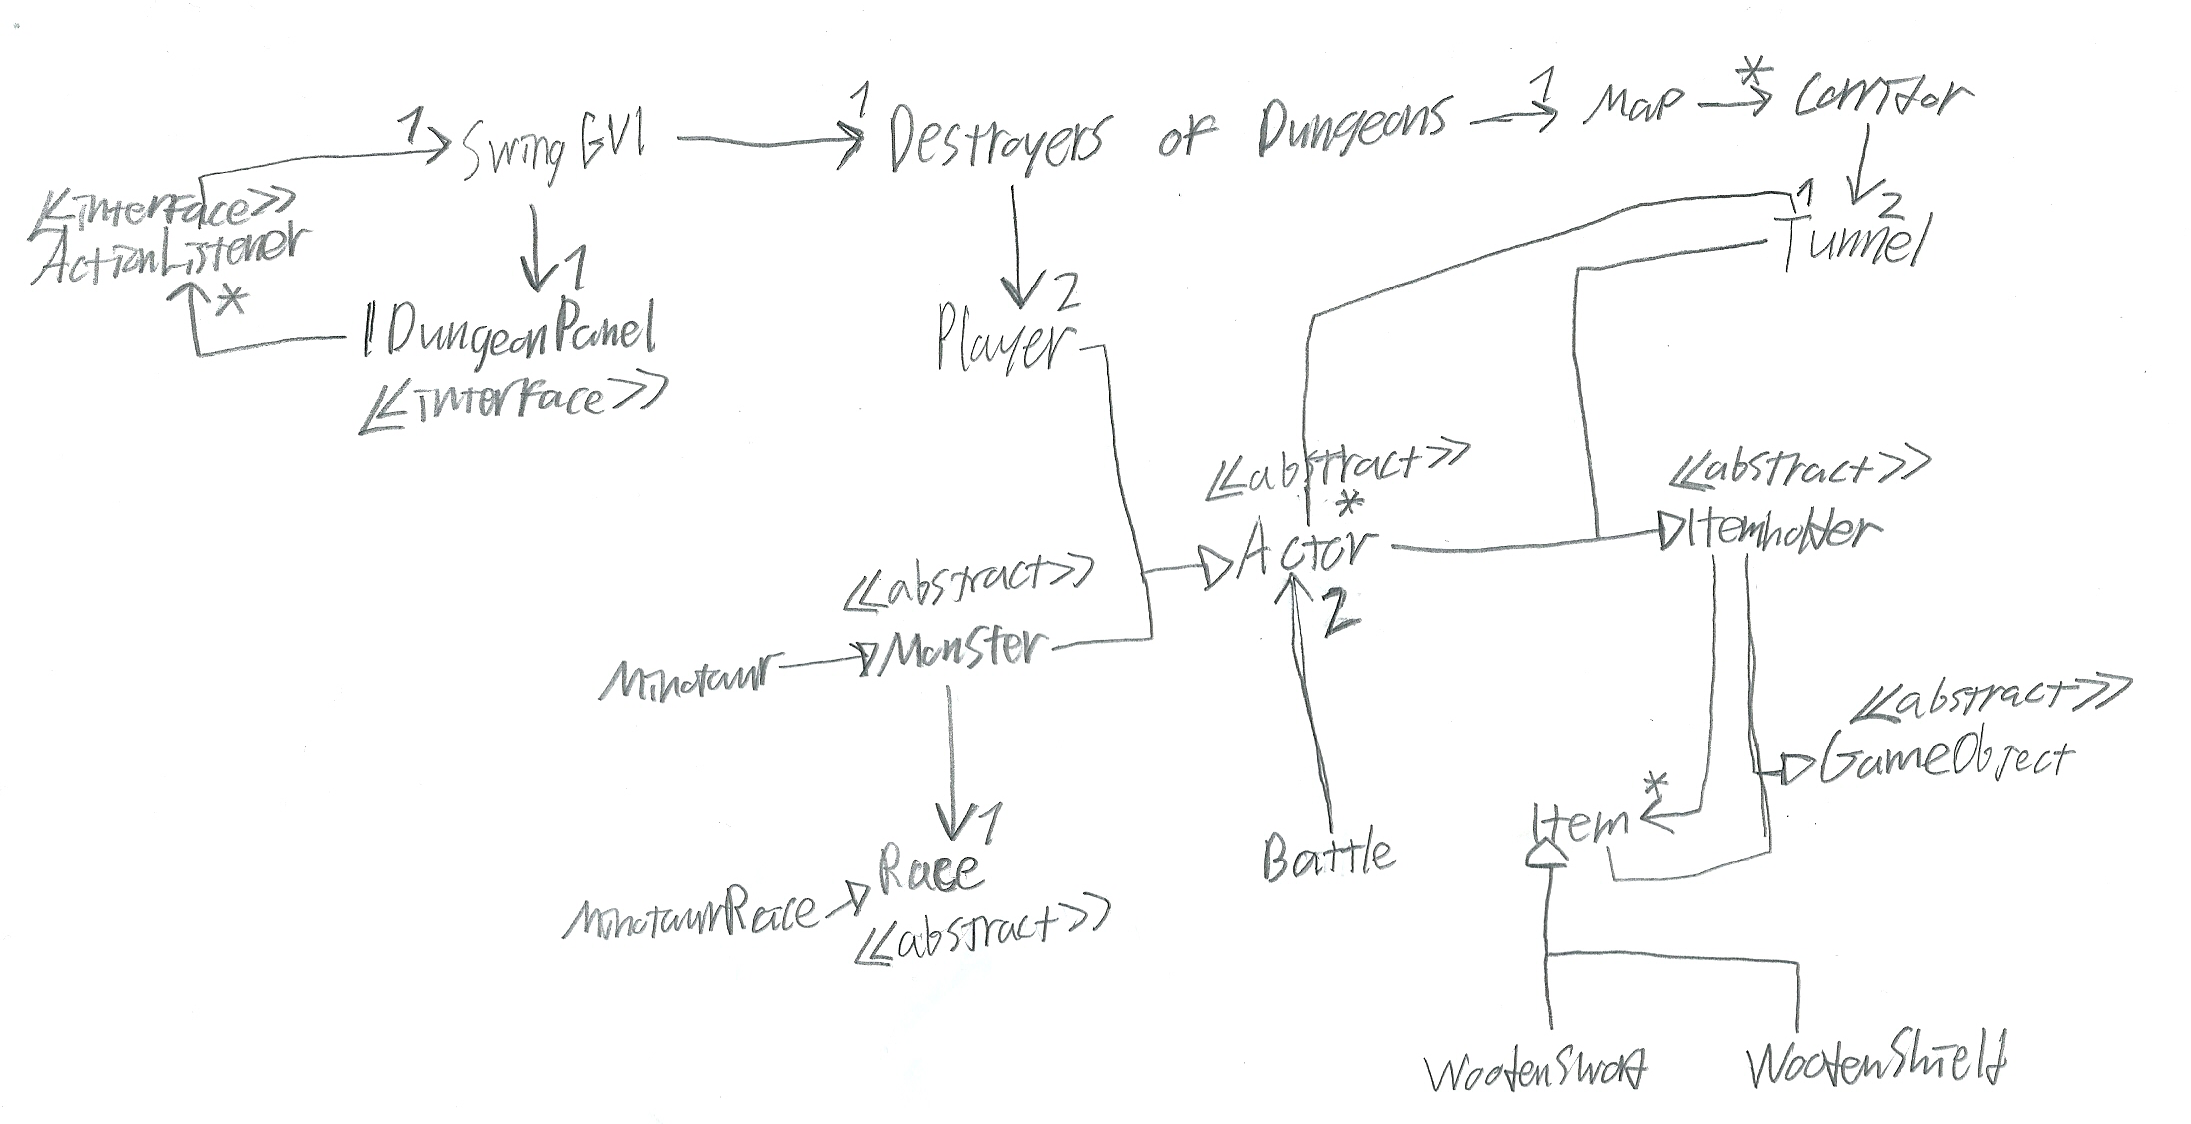 1 SwingGUI 1 Destroyers of Dungeons 1 Map * Corridor
<<interface>>
ActionListener
*
1
IDungeonPanel
<<interface>>
2
Player
1 2
Tunnel
<<abstract>>
*
Actor
2
<<abstract>>
Itemholder
<<abstract>>
Minotaur Monster
1
Race
MinotaurRace
<<abstract>>
Battle
<<abstract>>
GameObject
*
Item
WoodenSword WoodenShield